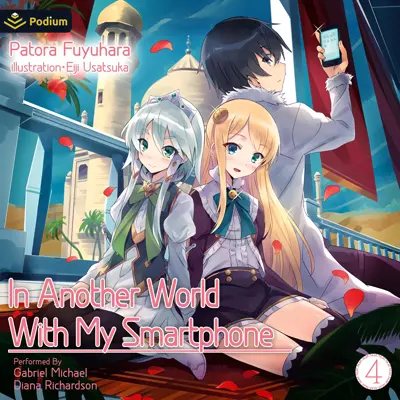 Podium
Patora Fuyuhara
illustration・Eiji Usatsuka
In Another World
With My Smartphone
Performed By
Gabriel Michael
Diana Richardson
4